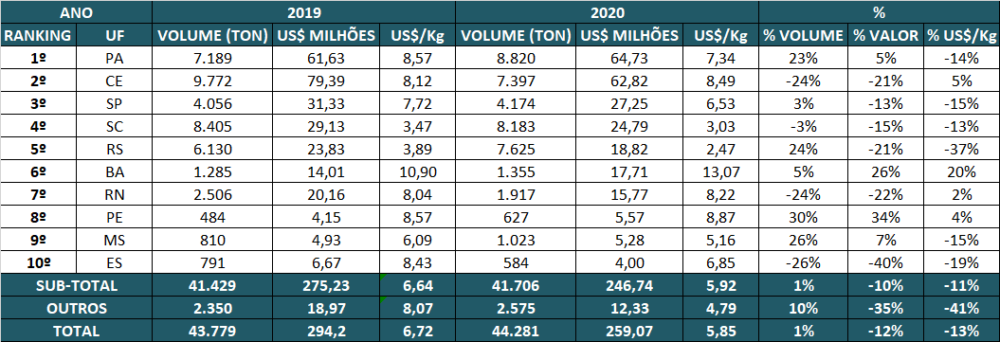 ANO 2019 2020 %
RANKING UF VOLUME (TON) US$ MILHÕES US$/Kg VOLUME (TON) US$ MILHÕES US$/Kg % VOLUME % VALOR % US$/Kg
1º PA 7.189 61,63 8,57 8.820 64,73 7,34 23% 5% -14%
2º CE 9.772 79,39 8,12 7.397 62,82 8,49 -24% -21% 5%
3º SP 4.056 31,33 7,72 4.174 27,25 6,53 3% -13% -15%
4º SC 8.405 29,13 3,47 8.183 24,79 3,03 -3% -15% -13%
5º RS 6.130 23,83 3,89 7.625 18,82 2,47 24% -21% -37%
6º BA 1.285 14,01 10,90 1.355 17,71 13,07 5% 26% 20%
7º RN 2.506 20,16 8,04 1.917 15,77 8,22 -24% -22% 2%
8º PE 484 4,15 8,57 627 5,57 8,87 30% 34% 4%
9º MS 810 4,93 6,09 1.023 5,28 5,16 26% 7% -15%
10º ES 791 6,67 8,43 584 4,00 6,85 -26% -40% -19%
SUB-TOTAL 41.429 275,23 6,64 41.706 246,74 5,92 1% -10% -11%
OUTROS 2.350 18,97 8,07 2.575 12,33 4,79 10% -35% -41%
TOTAL 43.779 294,2 6,72 44.281 259,07 5,85 1% -12% -13%